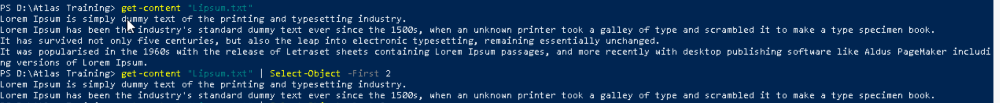 PS D:\Atlas Training> get-content "Lipsum.txt"
Lorem Ipsum is simply dummy text of the printing and typesetting industry.
Lorem Ipsum has been the industry's standard dummy text ever since the 1500s, when an unknown printer took a galley of type and scrambled it to make a type specimen book.
It has survived not only five centuries, but also the leap into electronic typesetting, remaining essentially unchanged.
It was popularised in the 1960s with the release of Letraset sheets containing Lorem Ipsum passages, and more recently with desktop publishing software like Aldus PageMaker includi
ng versions of Lorem Ipsum.
PS D:\Atlas Training> get-content "Lipsum.txt" | Select-Object -First 2
Lorem Ipsum is simply dummy text of the printing and typesetting industry.
Lorem Ipsum has been the industry's standard dummy text ever since the 1500s, when an unknown printer took a galley of type and scrambled it to make a type specimen book.